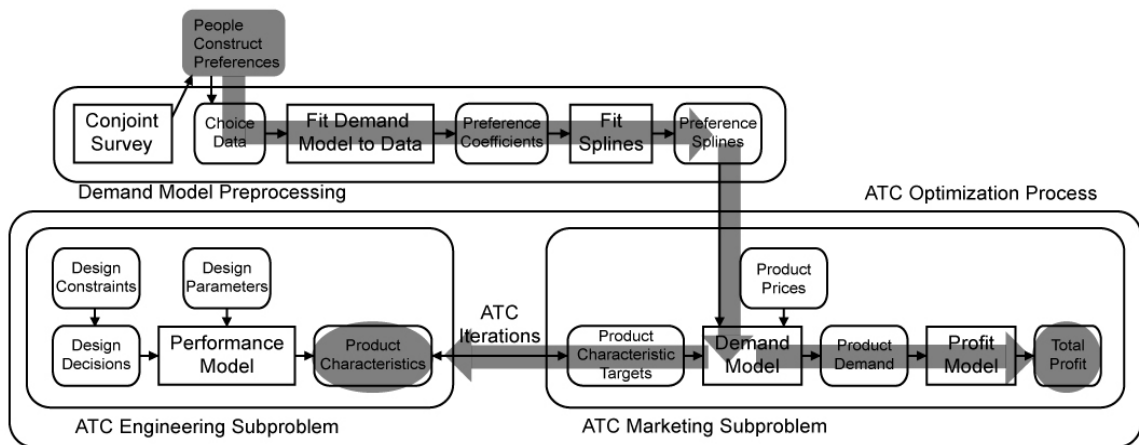 People
Construct
Preferences
Conjoint
Survey
Choice
Data
Fit Demand
Model to Data
Preference
Coefficients
Fit
Splines
Preference
Splines
Demand Model Preprocessing
ATC Optimization Process
Design
Constraints
Design
Parameters
Design
Decisions
Performance
Model
Product
Characteristics
ATC Engineering Subproblem
ATC
Iterations
Product
Prices
Product
Characteristic
Targets
Demand
Model
Product
Demand
Profit
Model
Total
Profit
ATC Marketing Subproblem